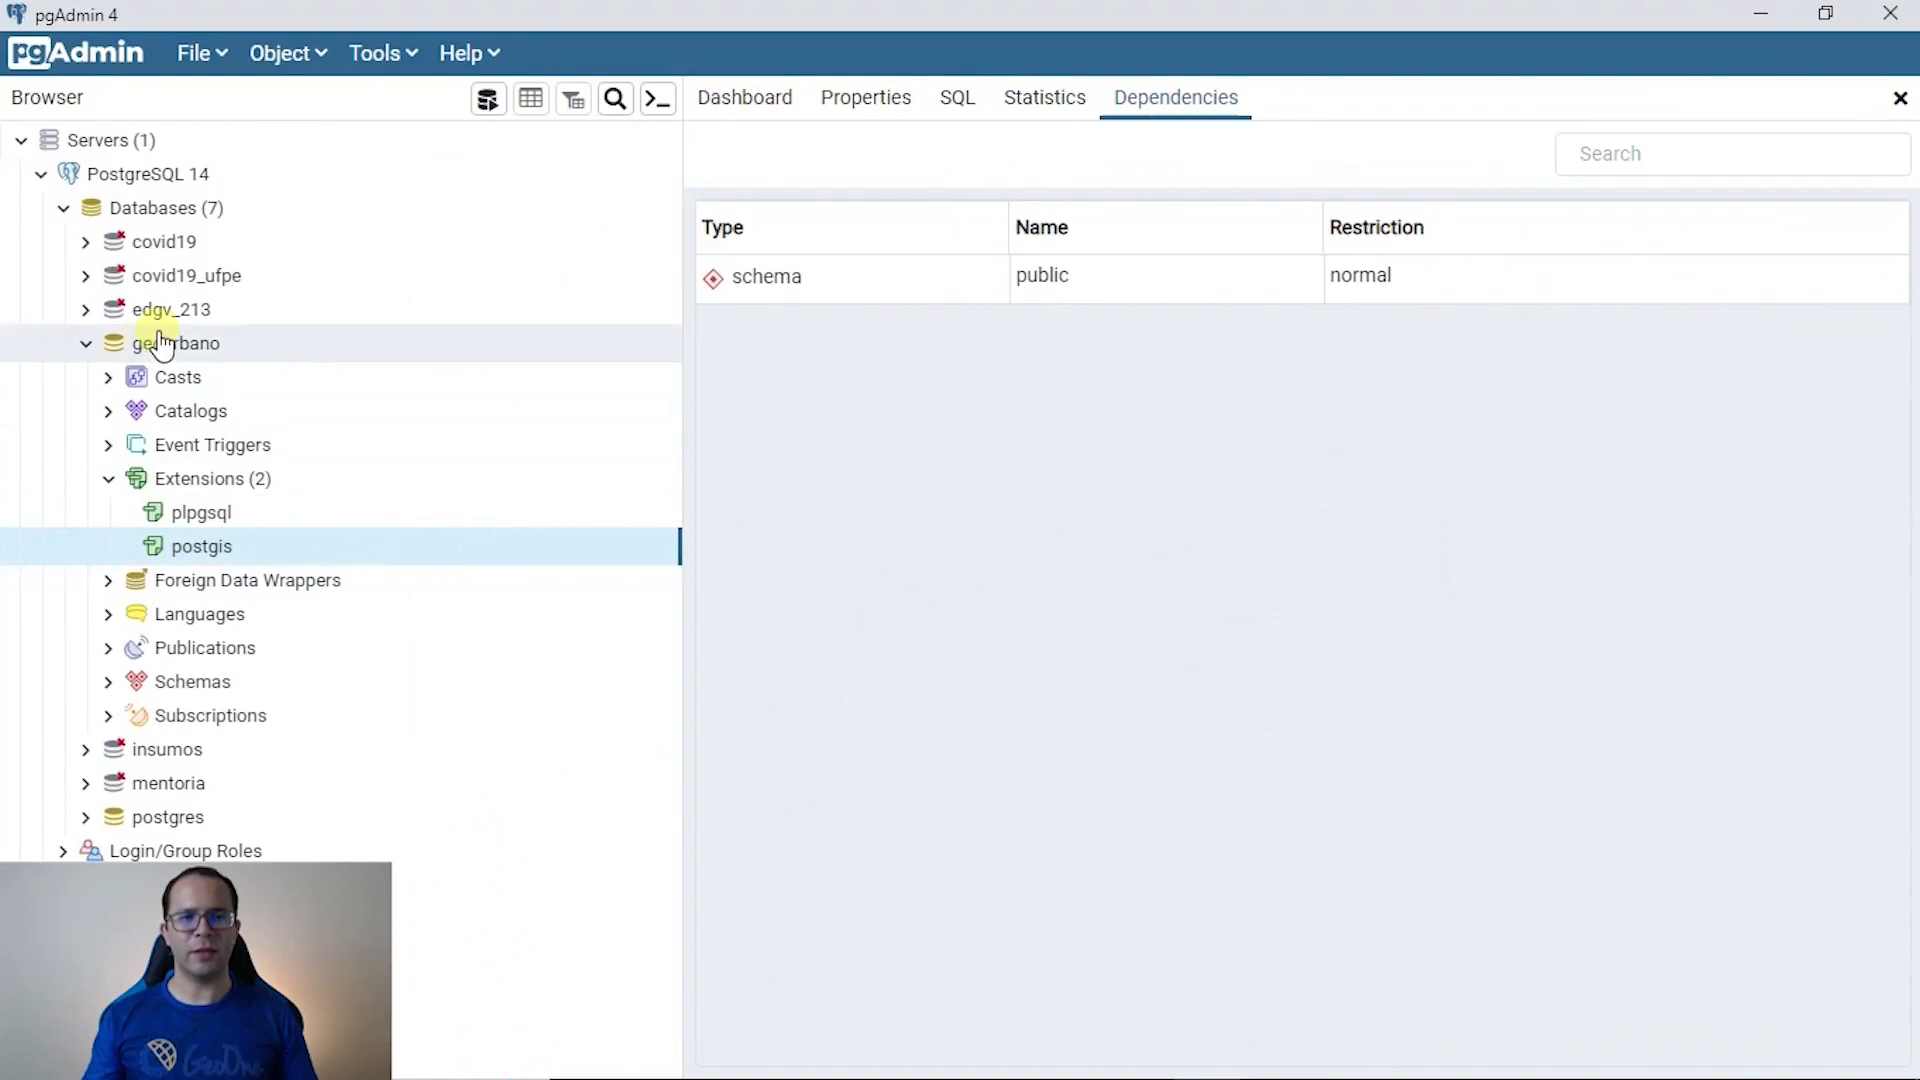 pgAdmin 4
pgAdmin File Object Tools Help
Browser
Dashboard Properties SQL Statistics Dependencies
Servers (1)
Search
PostgreSQL 14
Databases (7)
Type Name Restriction
covid19
covid19_ufpe
schema public normal
edgv_213
Casts
Catalogs
Event Triggers
Extensions (2)
plpgsql
postgis
Foreign Data Wrappers
Languages
Publications
Schemas
Subscriptions
insumos
mentoria
postgres
Login/Group Roles